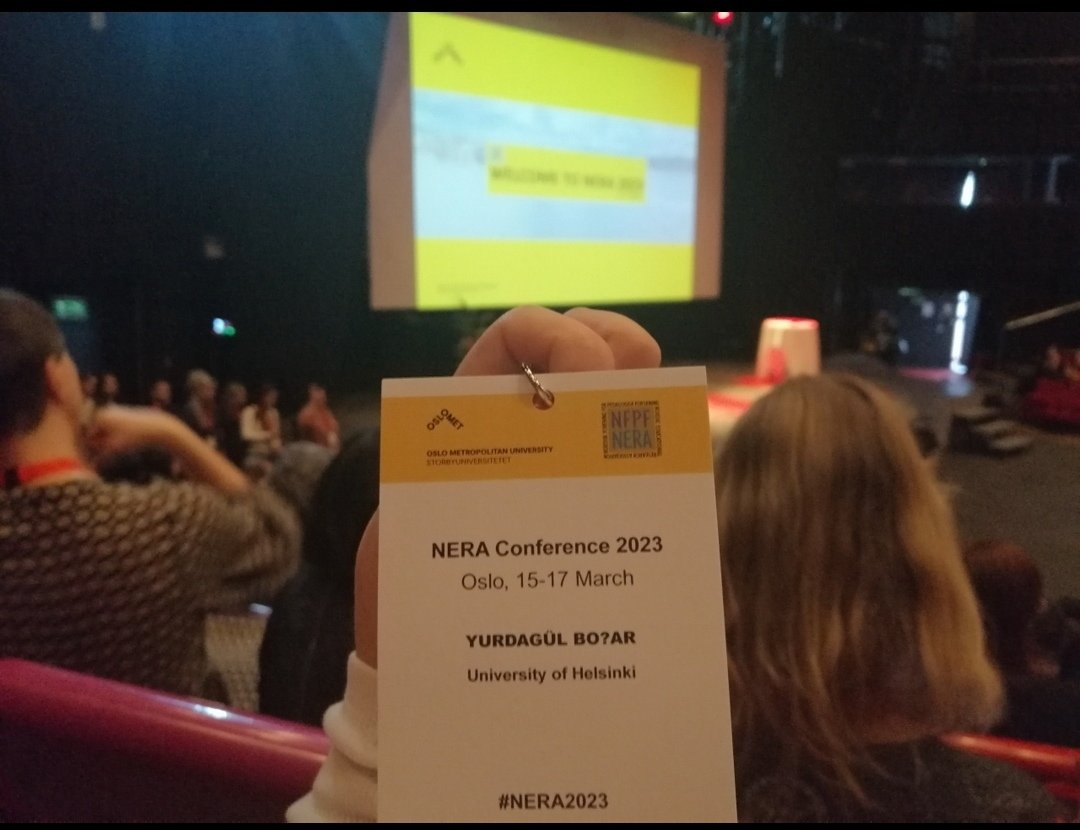 WELCOME TO NERA 2023
OSLOMET
OSLO METROPOLITAN UNIVERSITY
STORBYUNIVERSITETET
NFPF
NERA
NERA Conference 2023
Oslo, 15-17 March
YURDAGÜL BO?AR
University of Helsinki
#NERA2023